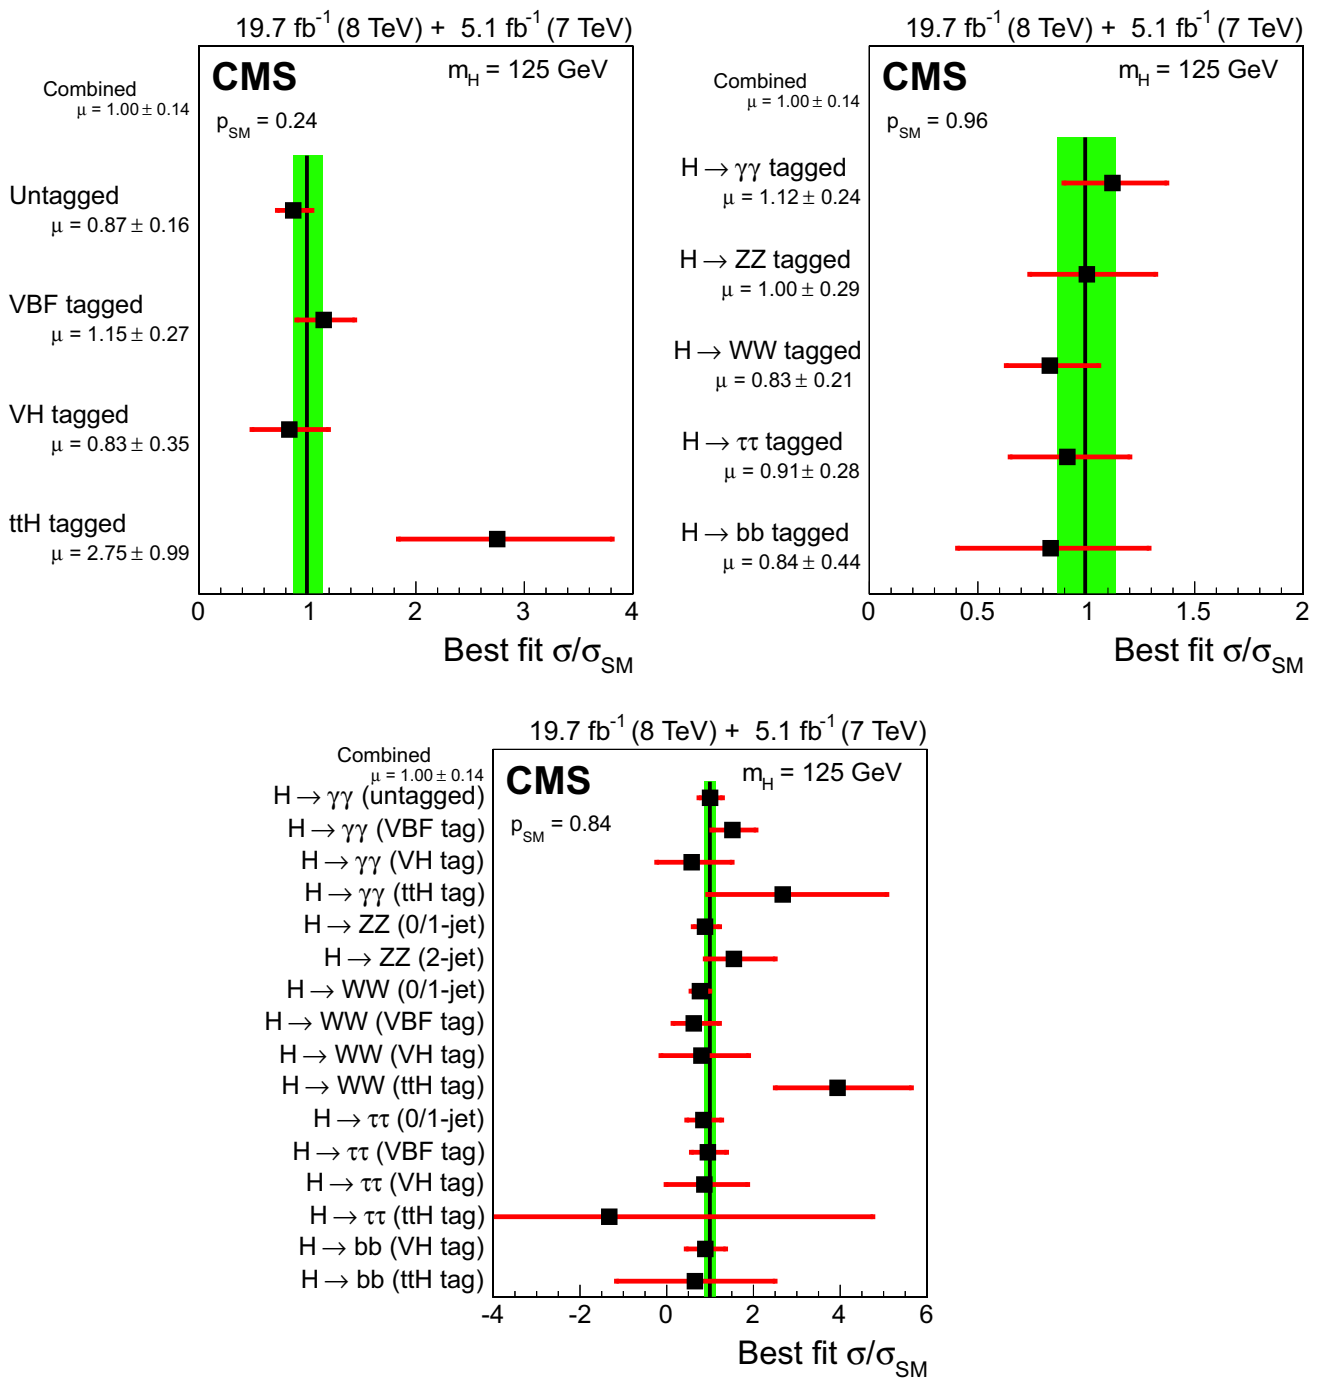 19.7 fb⁻¹ (8 TeV) + 5.1 fb⁻¹ (7 TeV)
CMS
m_H = 125 GeV
p_SM = 0.24
Combined
μ = 1.00 ± 0.14
Untagged
μ = 0.87 ± 0.16
VBF tagged
μ = 1.15 ± 0.27
VH tagged
μ = 0.83 ± 0.35
ttH tagged
μ = 2.75 ± 0.99
0 1 2 3 4
Best fit σ/σ_SM
19.7 fb⁻¹ (8 TeV) + 5.1 fb⁻¹ (7 TeV)
CMS
m_H = 125 GeV
p_SM = 0.96
Combined
μ = 1.00 ± 0.14
H → γγ tagged
μ = 1.12 ± 0.24
H → ZZ tagged
μ = 1.00 ± 0.29
H → WW tagged
μ = 0.83 ± 0.21
H → ττ tagged
μ = 0.91 ± 0.28
H → bb tagged
μ = 0.84 ± 0.44
0 0.5 1 1.5 2
Best fit σ/σ_SM
19.7 fb⁻¹ (8 TeV) + 5.1 fb⁻¹ (7 TeV)
CMS
m_H = 125 GeV
p_SM = 0.84
Combined
μ = 1.00 ± 0.14
H → γγ (untagged)
H → γγ (VBF tag)
H → γγ (VH tag)
H → γγ (ttH tag)
H → ZZ (0/1-jet)
H → ZZ (2-jet)
H → WW (0/1-jet)
H → WW (VBF tag)
H → WW (VH tag)
H → WW (ttH tag)
H → ττ (0/1-jet)
H → ττ (VBF tag)
H → ττ (VH tag)
H → ττ (ttH tag)
H → bb (VH tag)
H → bb (ttH tag)
-4 -2 0 2 4 6
Best fit σ/σ_SM